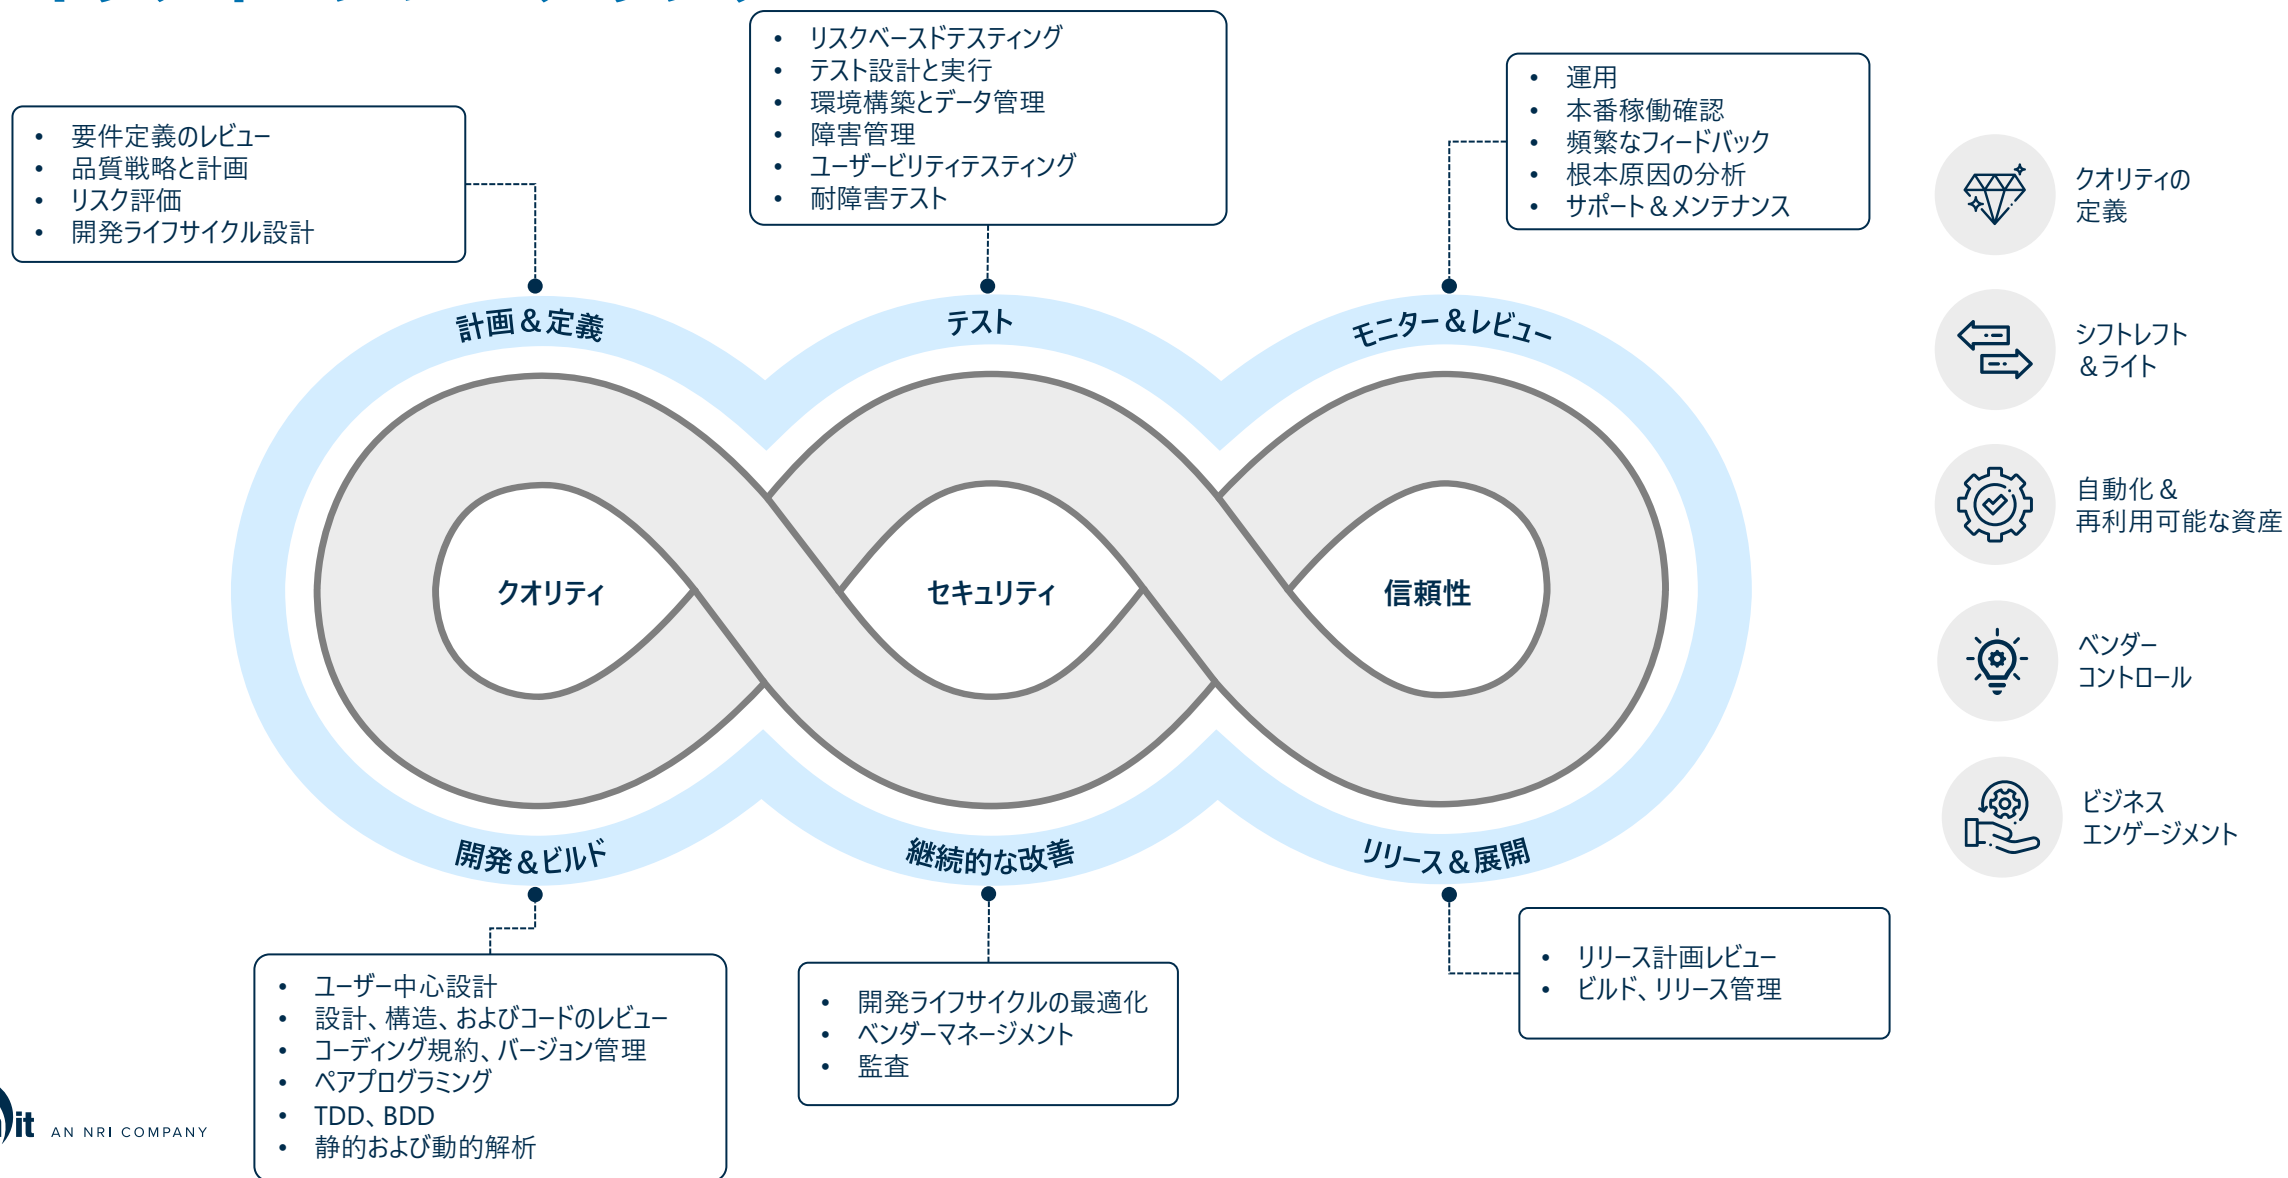 • リスクベースドテスティング
• テスト設計と実行
• 環境構築とデータ管理
• 障害管理
• ユーザービリティテスティング
• 耐障害テスト
• 運用
• 本番稼働確認
• 頻繁なフィードバック
• 根本原因の分析
• サポート＆メンテナンス
• 要件定義のレビュー
• 品質戦略と計画
• リスク評価
• 開発ライフサイクル設計
計画＆定義
テスト
モニター＆レビュー
クオリティ
セキュリティ
信頼性
開発＆ビルド
継続的な改善
リリース＆展開
• ユーザー中心設計
• 設計、構造、およびコードのレビュー
• コーディング規約、バージョン管理
• ペアプログラミング
• TDD、BDD
• 静的および動的解析
• 開発ライフサイクルの最適化
• ベンダーマネージメント
• 監査
• リリース計画レビュー
• ビルド、リリース管理
クオリティの
定義
シフトレフト
＆ライト
自動化＆
再利用可能な資産
ベンダー
コントロール
ビジネス
エンゲージメント
it
AN NRI COMPANY